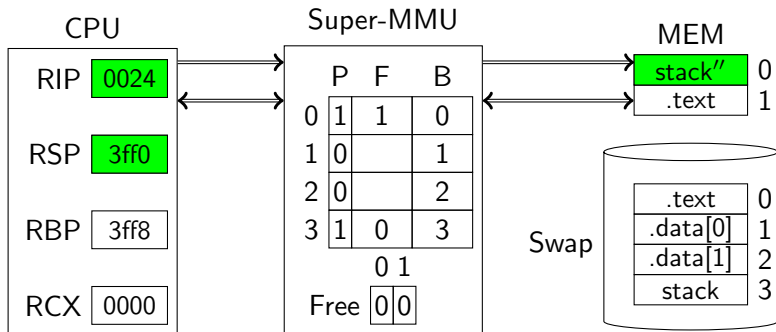 CPU
Super-MMU
MEM
RIP 0024
RSP 3ff0
RBP 3ff8
RCX 0000
P F B
0 1 1 0
1 0 1
2 0 2
3 1 0 3
0 1
Free 0 0
stack″ 0
.text 1
Swap
.text 0
.data[0] 1
.data[1] 2
stack 3